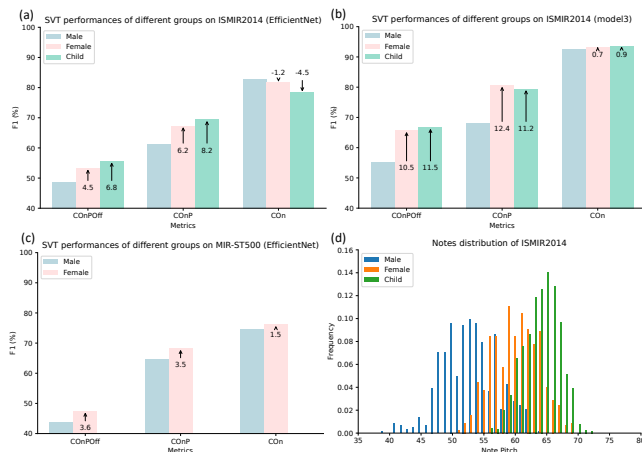 (a)
SVT performances of different groups on ISMIR2014 (EfficientNet)
Male
Female
Child
F1 (%)
90
80
70
60
50
40
4.5
6.8
6.2
8.2
-1.2
-4.5
COnPOff
COnP
COn
Metrics
(b)
SVT performances of different groups on ISMIR2014 (model3)
Male
Female
Child
F1 (%)
100
90
80
70
60
50
40
10.5
11.5
12.4
11.2
0.7
0.9
COnPOff
COnP
COn
Metrics
(c)
SVT performances of different groups on MIR-ST500 (EfficientNet)
Male
Female
F1 (%)
90
80
70
60
50
40
3.6
3.5
1.5
COnPOff
COnP
COn
Metrics
(d)
Notes distribution of ISMIR2014
Male
Female
Child
Frequency
0.16
0.14
0.12
0.10
0.08
0.06
0.04
0.02
0.00
35 40 45 50 55 60 65 70 75 80
Note Pitch